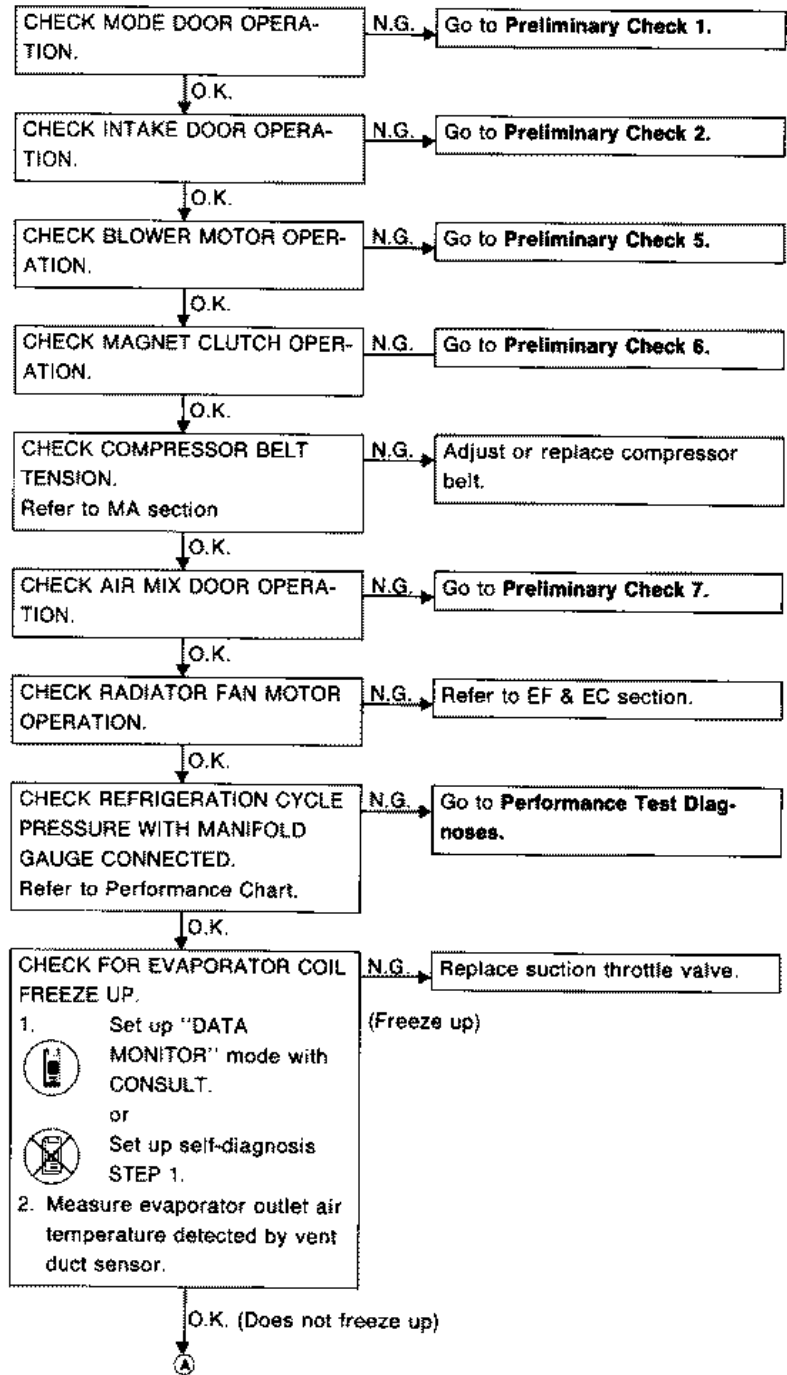 CHECK MODE DOOR OPERA-
TION.
N.G.
Go to Preliminary Check 1.
O.K.
CHECK INTAKE DOOR OPERA-
TION.
N.G.
Go to Preliminary Check 2.
O.K.
CHECK BLOWER MOTOR OPER-
ATION.
N.G.
Go to Preliminary Check 5.
O.K.
CHECK MAGNET CLUTCH OPER-
ATION.
N.G.
Go to Preliminary Check 6.
O.K.
CHECK COMPRESSOR BELT
TENSION.
Refer to MA section
N.G.
Adjust or replace compressor
belt.
O.K.
CHECK AIR MIX DOOR OPERA-
TION.
N.G.
Go to Preliminary Check 7.
O.K.
CHECK RADIATOR FAN MOTOR
OPERATION.
N.G.
Refer to EF & EC section.
O.K.
CHECK REFRIGERATION CYCLE
PRESSURE WITH MANIFOLD
GAUGE CONNECTED.
Refer to Performance Chart.
N.G.
Go to Performance Test Diag-
noses.
O.K.
CHECK FOR EVAPORATOR COIL
FREEZE UP.
1. Set up "DATA
MONITOR" mode with
CONSULT.
or
Set up self-diagnosis
STEP 1.
2. Measure evaporator outlet air
temperature detected by vent
duct sensor.
N.G.
(Freeze up)
Replace suction throttle valve.
O.K. (Does not freeze up)
A